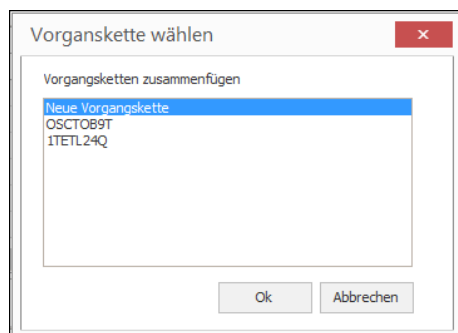 Vorganskette wählen
Vorgangsketten zusammenfügen
Neue Vorgangskette
OSCTOB9T
1TETL24Q
Ok Abbrechen